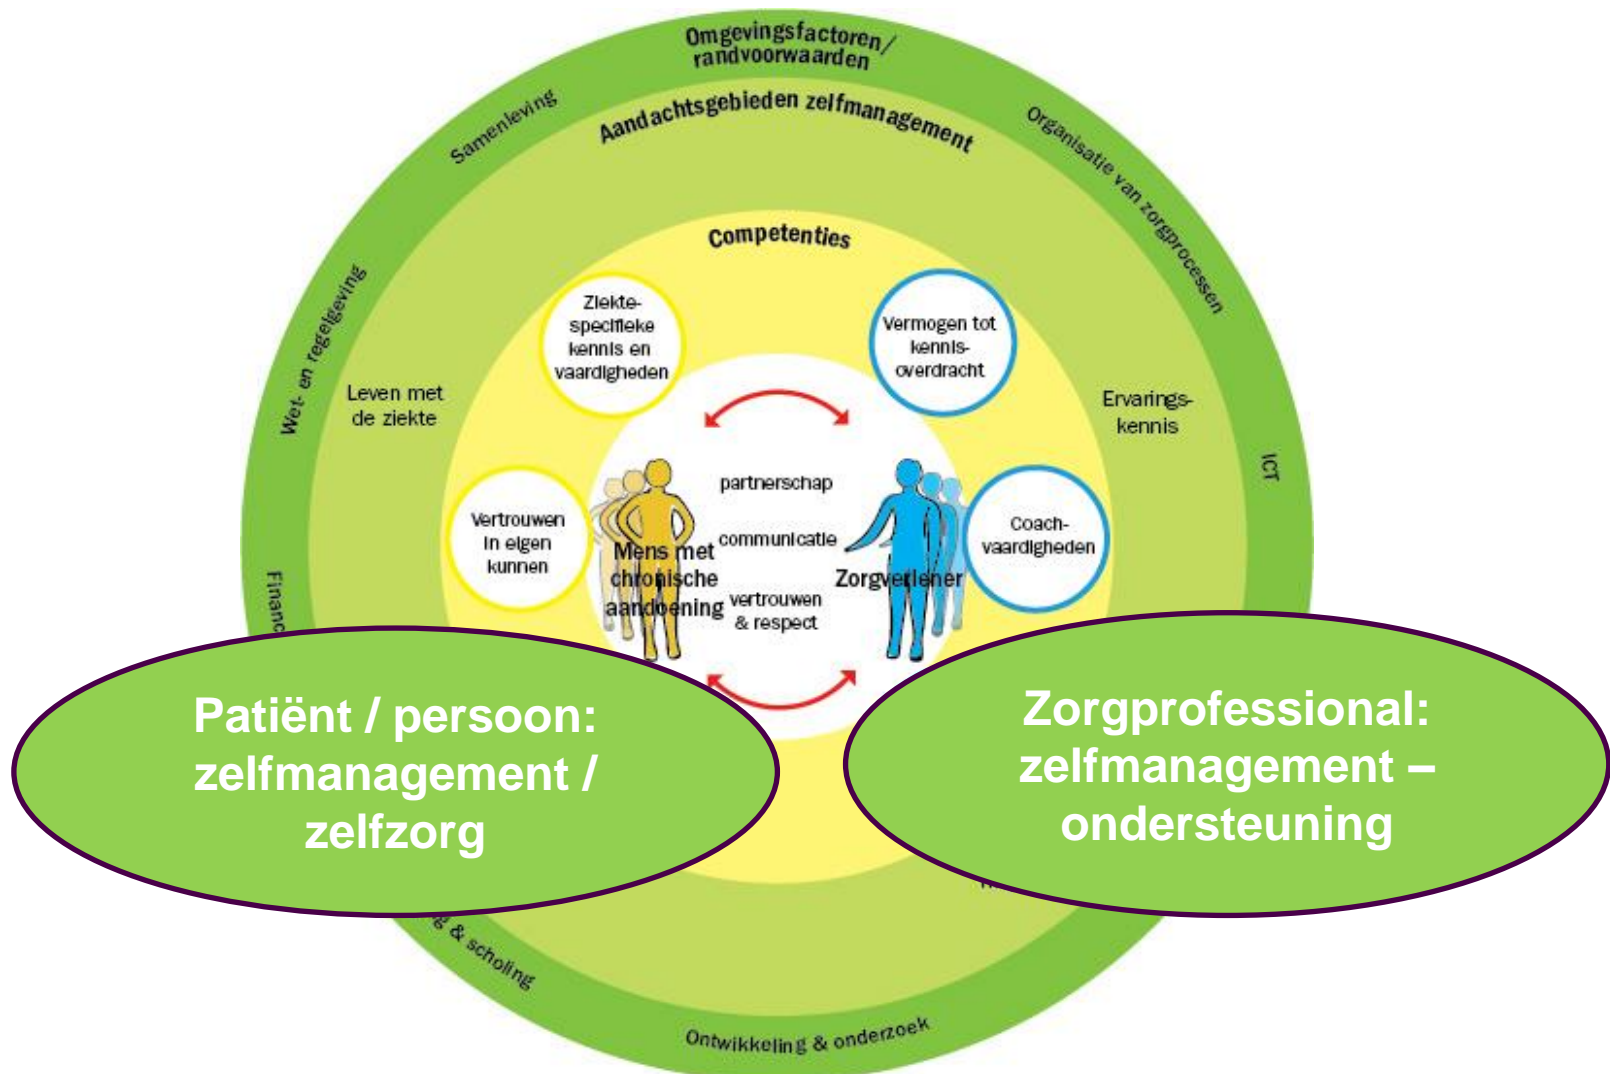 Omgevingsfactoren/
randvoorwaarden
Aandachtsgebieden zelfmanagement
Samenleving
Organisatie van zorgprocessen
Wet- en regelgeving
ICT
Competenties
Ziekte-
specifieke
kennis en
vaardigheden
Vermogen tot
kennis-
overdracht
Leven met
de ziekte
Ervarings-
kennis
Vertrouwen
in eigen
kunnen
Coach-
vaardigheden
partnerschap
communicatie
vertrouwen
& respect
Mens met
chronische
aandoening
Zorgverlener
Patiënt / persoon:
zelfmanagement /
zelfzorg
Zorgprofessional:
zelfmanagement –
ondersteuning
& scholing
Ontwikkeling & onderzoek